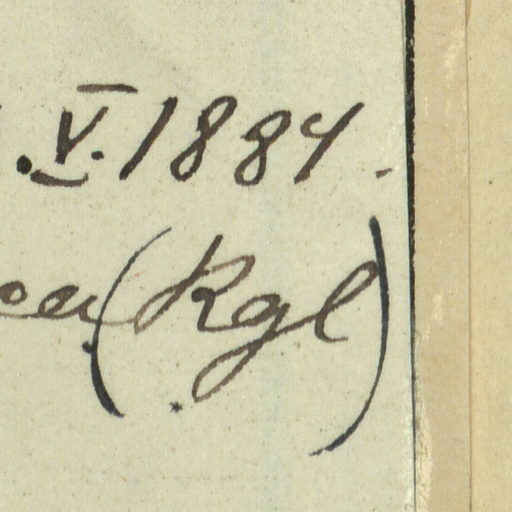 . V. 1884.
(Kgl)